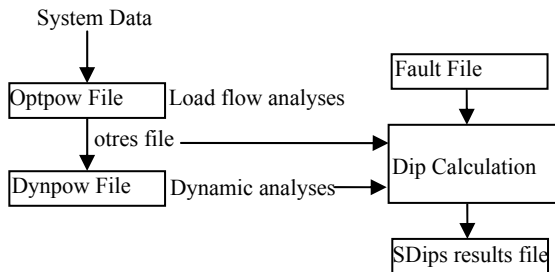 System Data
Optpow File
Load flow analyses
Fault File
otres file
Dip Calculation
Dynpow File
Dynamic analyses
SDips results file